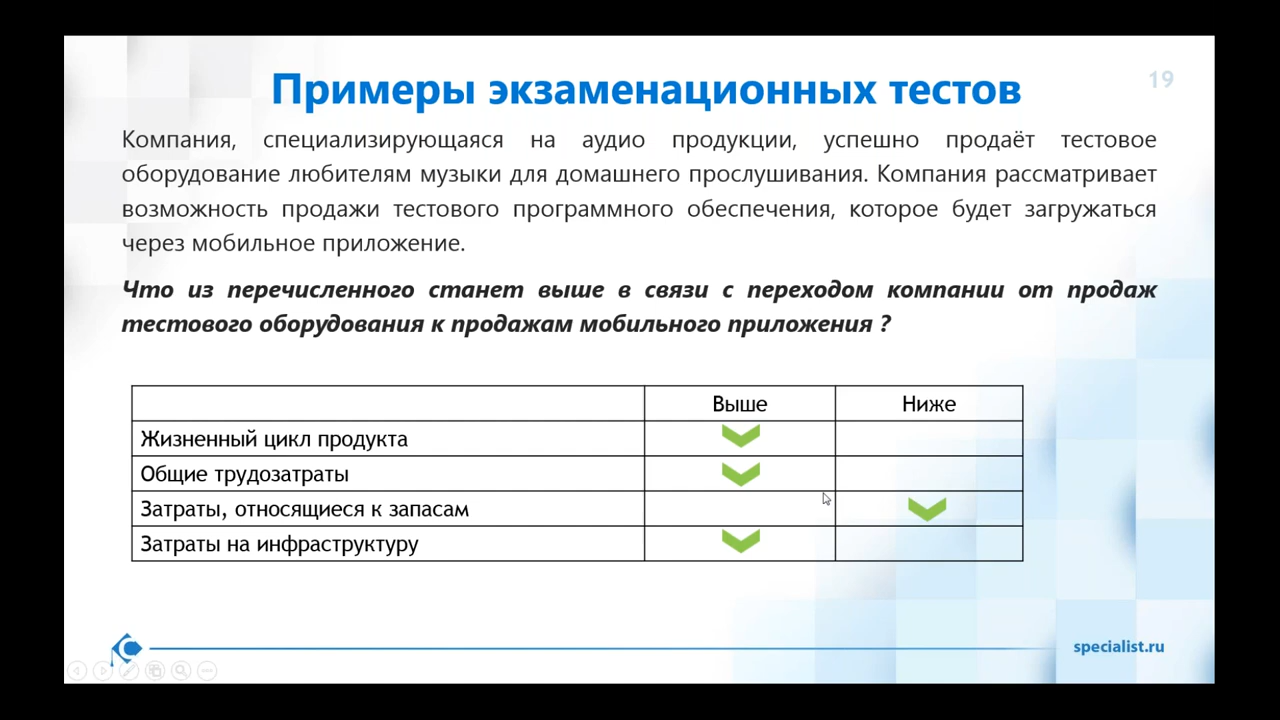 Примеры экзаменационных тестов
19
Компания, специализирующаяся на аудио продукции, успешно продаёт тестовое
оборудование любителям музыки для домашнего прослушивания. Компания рассматривает
возможность продажи тестового программного обеспечения, которое будет загружаться
через мобильное приложение.
Что из перечисленного станет выше в связи с переходом компании от продаж
тестового оборудования к продажам мобильного приложения ?
Выше Ниже
Жизненный цикл продукта
Общие трудозатраты
Затраты, относящиеся к запасам
Затраты на инфраструктуру
specialist.ru